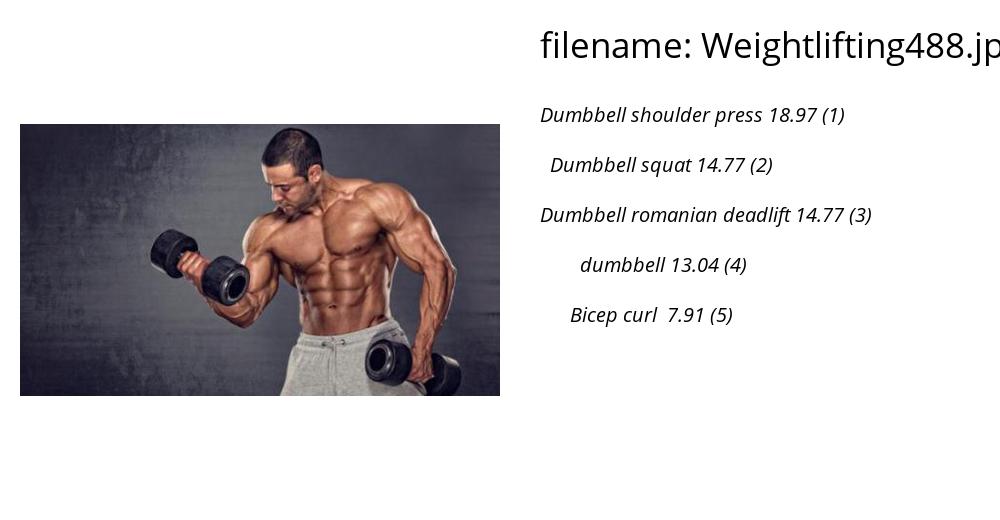 filename: Weightlifting488.jp
Dumbbell shoulder press 18.97 (1)
Dumbbell squat 14.77 (2)
Dumbbell romanian deadlift 14.77 (3)
dumbbell 13.04 (4)
Bicep curl  7.91 (5)